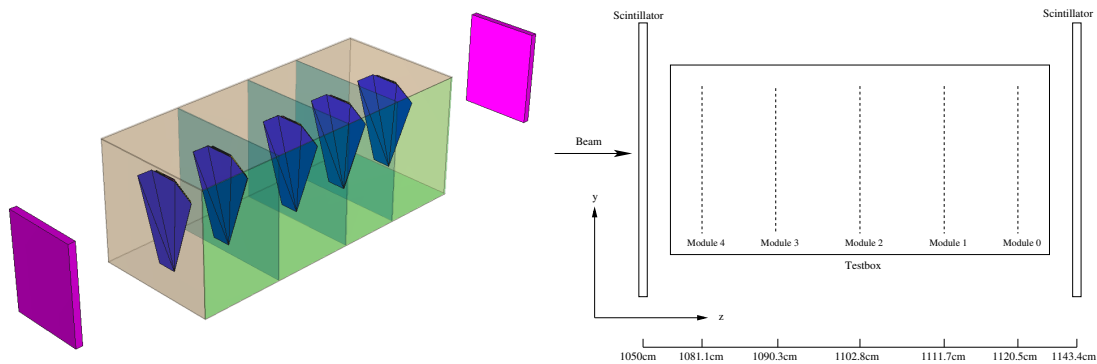 Scintillator
Scintillator
Beam
y
Module 4
Module 3
Module 2
Module 1
Module 0
Testbox
z
1050cm
1081.1cm
1090.3cm
1102.8cm
1111.7cm
1120.5cm
1143.4cm